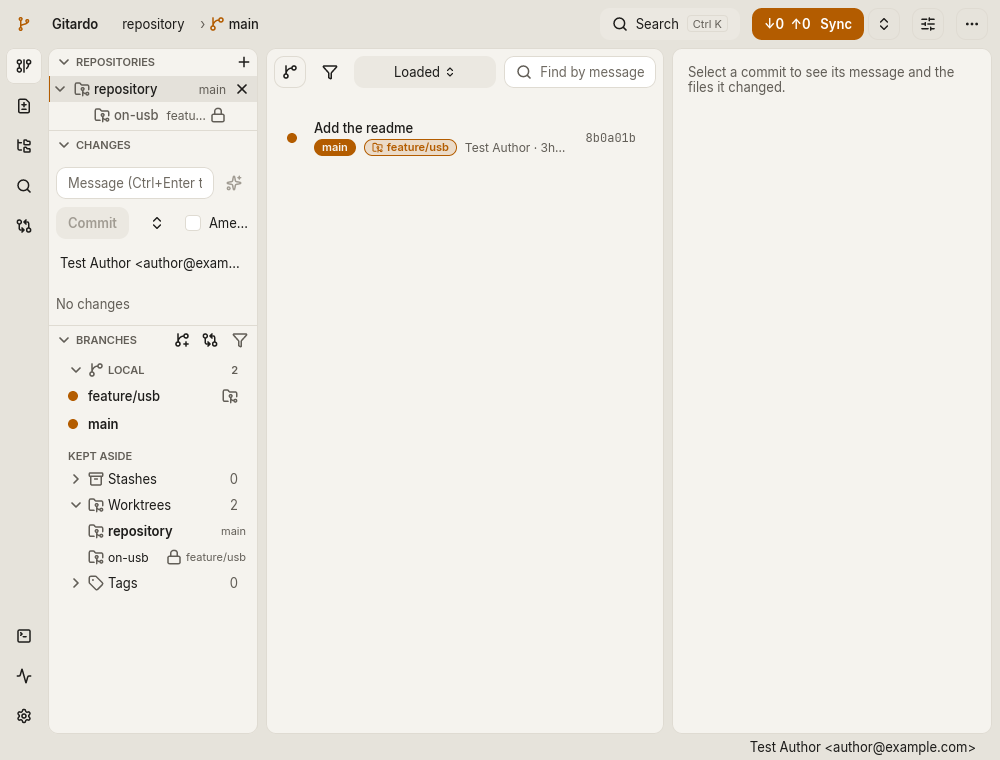 Gitardo repository › main Search Ctrl K ↓0 ↑0 Sync
REPOSITORIES
repository main
on-usb featu...
CHANGES
Message (Ctrl+Enter t
Commit Ame...
Test Author <author@exam...
No changes
BRANCHES
LOCAL 2
feature/usb
main
KEPT ASIDE
Stashes 0
Worktrees 2
repository main
on-usb feature/usb
Tags 0
Loaded Find by message
Add the readme
main feature/usb Test Author · 3h... 8b0a01b
Select a commit to see its message and the
files it changed.
Test Author <author@example.com>